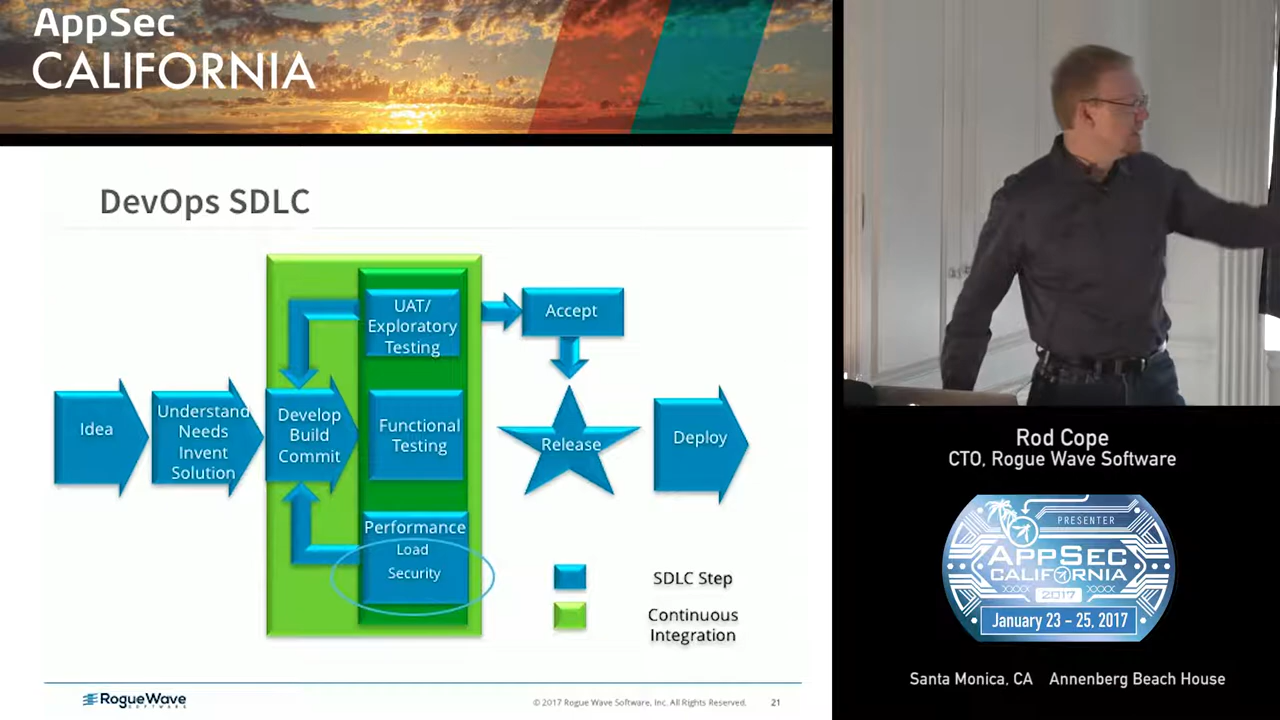 AppSec
CALIFORNIA
DevOps SDLC
UAT/
Exploratory
Testing
Accept
Idea
Understand
Needs
Invent
Solution
Develop
Build
Commit
Functional
Testing
Release
Deploy
Performance
Load
Security
SDLC Step
Continuous
Integration
RogueWave
SOFTWARE
© 2017 Rogue Wave Software, Inc. All Rights Reserved.
21
Rod Cope
CTO, Rogue Wave Software
PRESENTER
APPSEC
CALIFORNIA
2017
January 23 - 25, 2017
Santa Monica, CA Annenberg Beach House